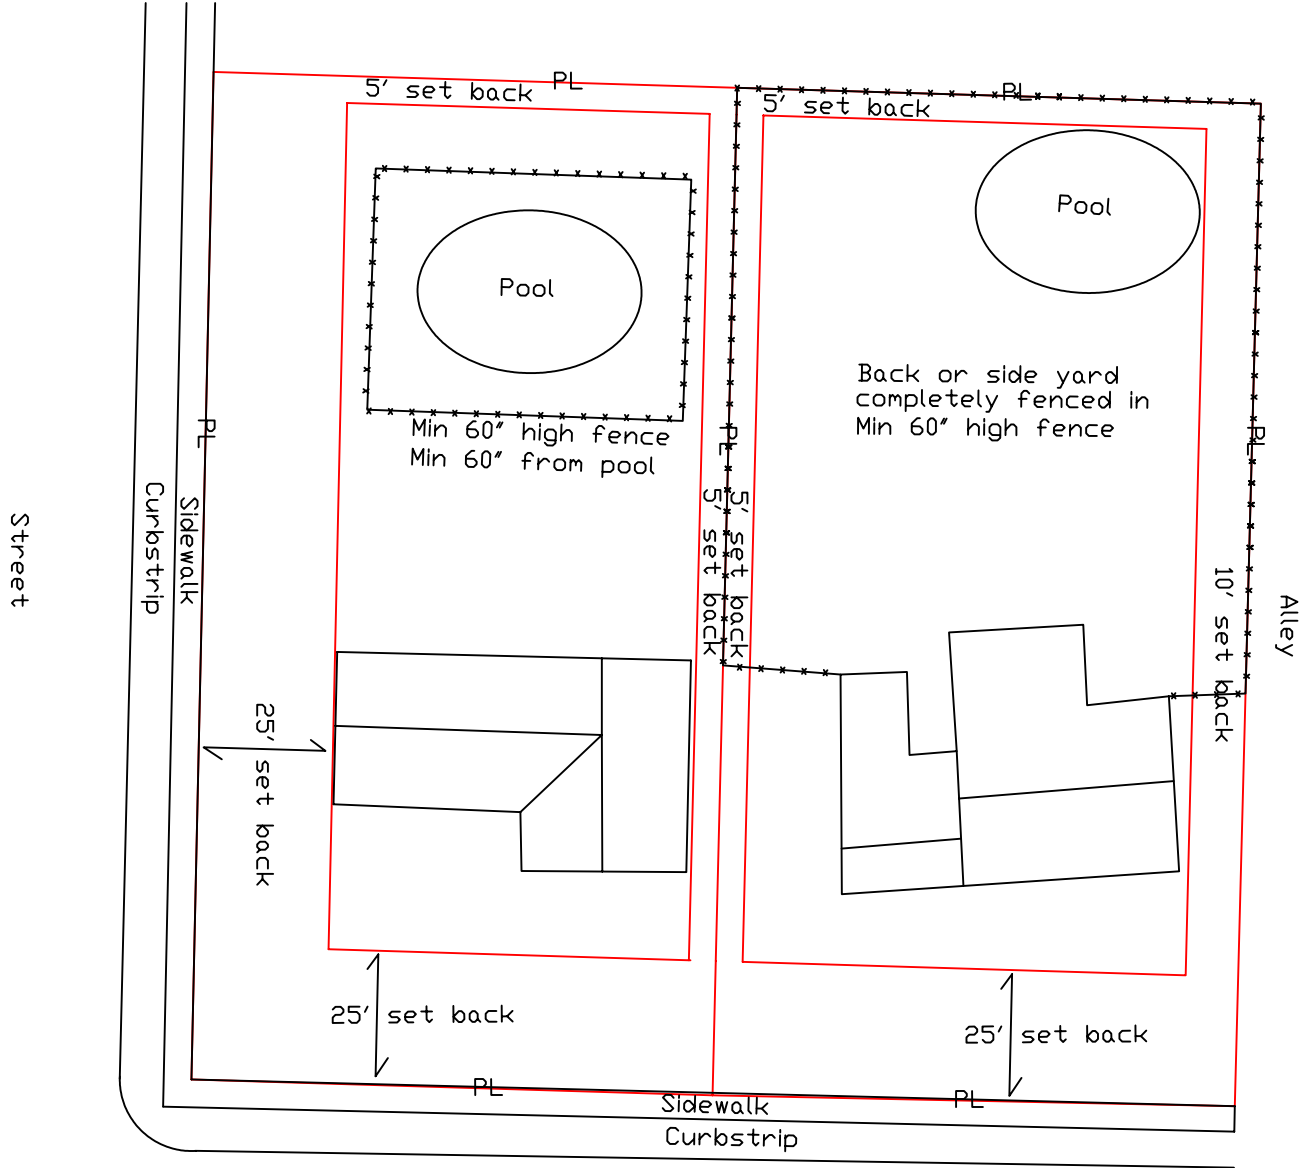 PL
5′ set back
PL
5′ set back
Pool
Pool
Back or side yard
completely fenced in
Min 60″ high fence
Min 60″ high fence
Min 60″ from pool
PL
PL
PL
Street
Curbstrip
Sidewalk
5′ set back
5′ set back
10′ set back
Alley
25′ set back
25′ set back
25′ set back
PL
PL
Sidewalk
Curbstrip